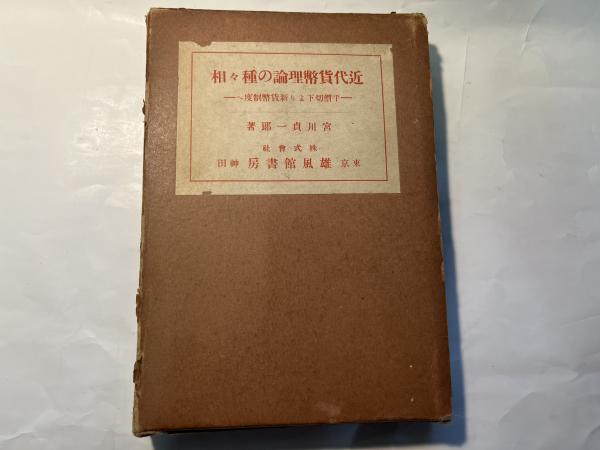 近代貨幣理論の種々相
―平價切下より新貨幣制度へ―
宮川貞一郎著
株式會社
東京 雄風館書房 神田